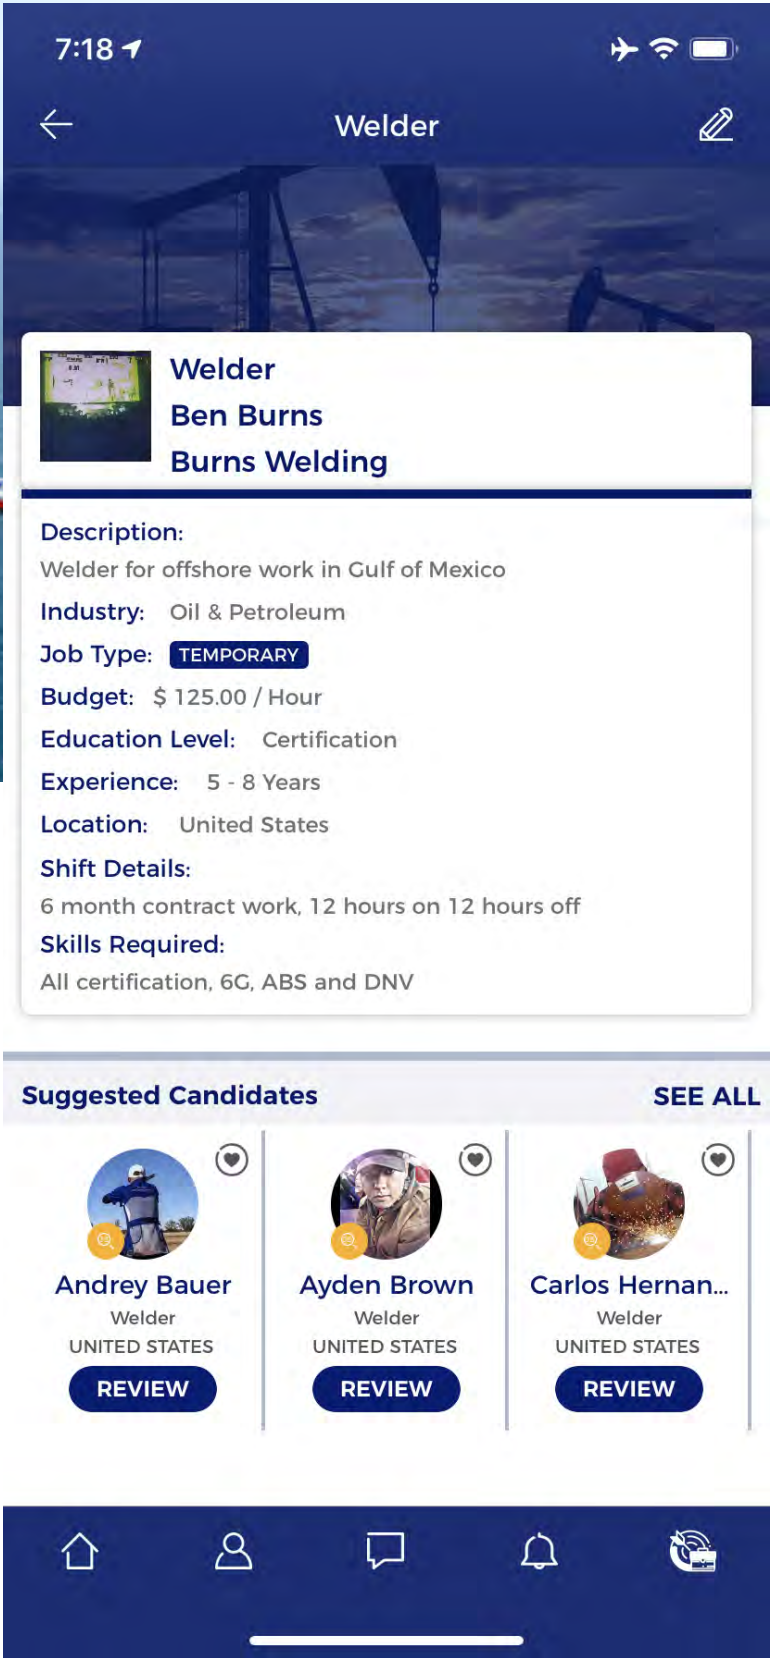 7:18
Welder
Welder
Ben Burns
Burns Welding
Description:
Welder for offshore work in Gulf of Mexico
Industry: Oil & Petroleum
Job Type: TEMPORARY
Budget: $ 125.00 / Hour
Education Level: Certification
Experience: 5 - 8 Years
Location: United States
Shift Details:
6 month contract work, 12 hours on 12 hours off
Skills Required:
All certification, 6G, ABS and DNV
Suggested Candidates SEE ALL
Andrey Bauer
Welder
UNITED STATES
REVIEW
Ayden Brown
Welder
UNITED STATES
REVIEW
Carlos Hernan...
Welder
UNITED STATES
REVIEW